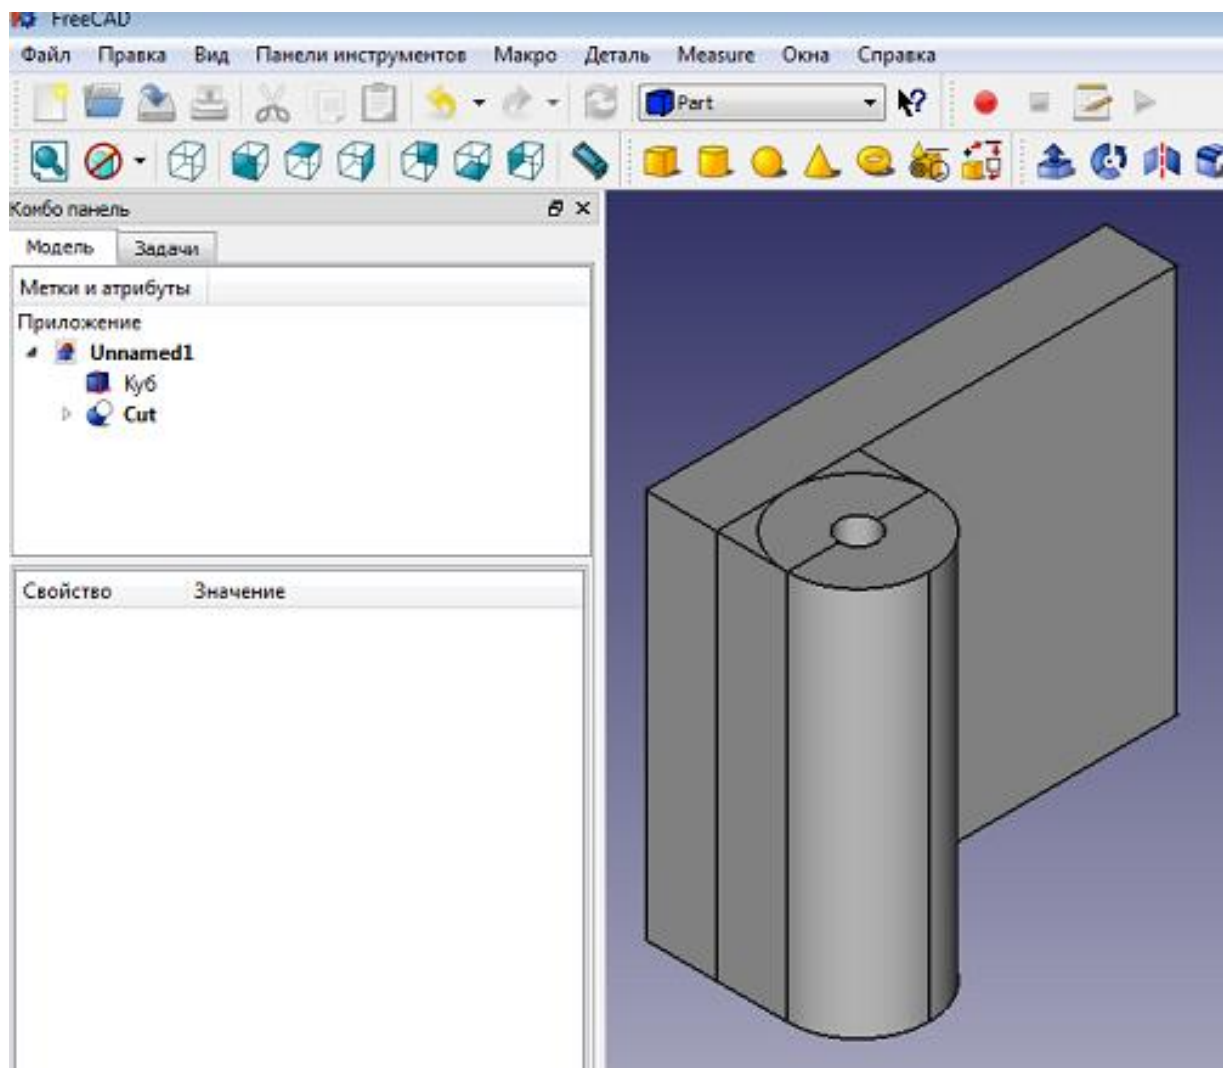 FreeCAD
Файл Правка Вид Панели инструментов Макро Деталь Measure Окна Справка
Part
Комбо панель
Модель Задачи
Метки и атрибуты
Приложение
Unnamed1
Куб
Cut
Свойство Значение